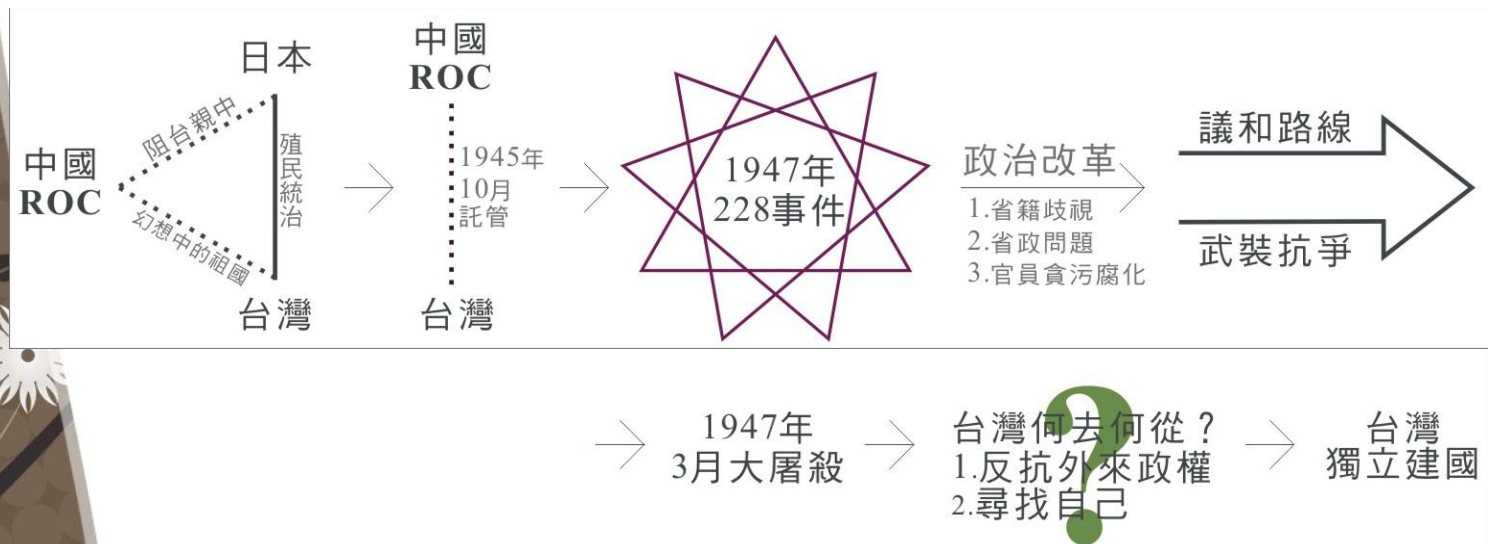 日本
中國
ROC
阻台親中
殖民統治
幻想中的祖國
台灣
中國
ROC
1945年
10月
託管
台灣
1947年
228事件
政治改革
1.省籍歧視
2.省政問題
3.官員貪污腐化
議和路線
武裝抗爭
1947年
3月大屠殺
?
台灣何去何從？
1.反抗外來政權
2.尋找自己
台灣
獨立建國